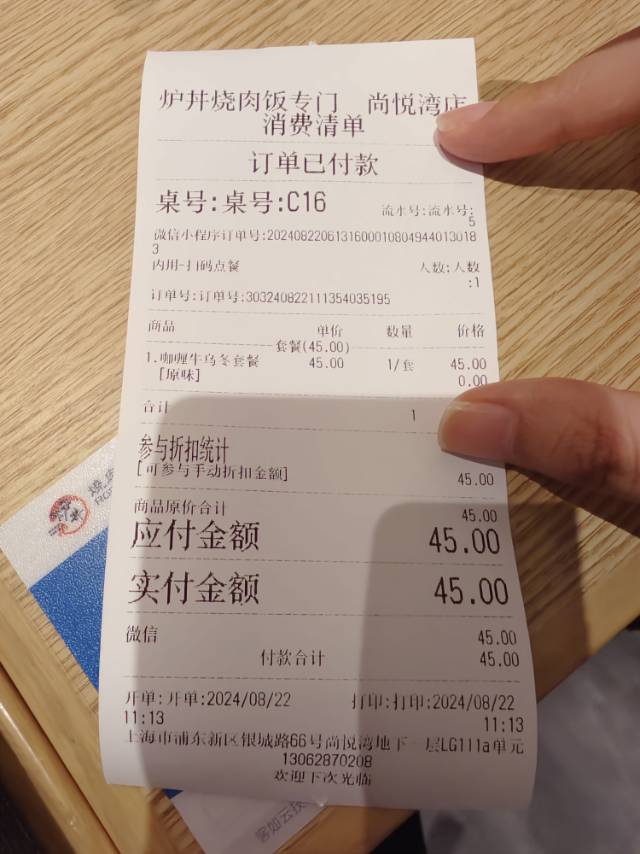 炉丼烧肉饭专门 尚悦湾店
消费清单
订单已付款
桌号:桌号:C16 流水号:流水号:
5
微信小程序订单号:2024082206131600010804944013018
3
内用-扫码点餐 人数:人数
:1
订单号:订单号:303240822111354035195
商品 单价 数量 价格
套餐(45.00)
1.咖喱牛乌冬套餐 45.00 1/套 45.00
[原味] 0.00
合计 1
参与折扣统计
[可参与手动折扣金额] 45.00
商品原价合计 45.00
应付金额 45.00
实付金额 45.00
微信 45.00
付款合计 45.00
开单:开单:2024/08/22 打印:打印:2024/08/22
11:13 11:13
上海市浦东新区银城路66号尚悦湾地下一层LG111a单元
13062870208
欢迎下次光临